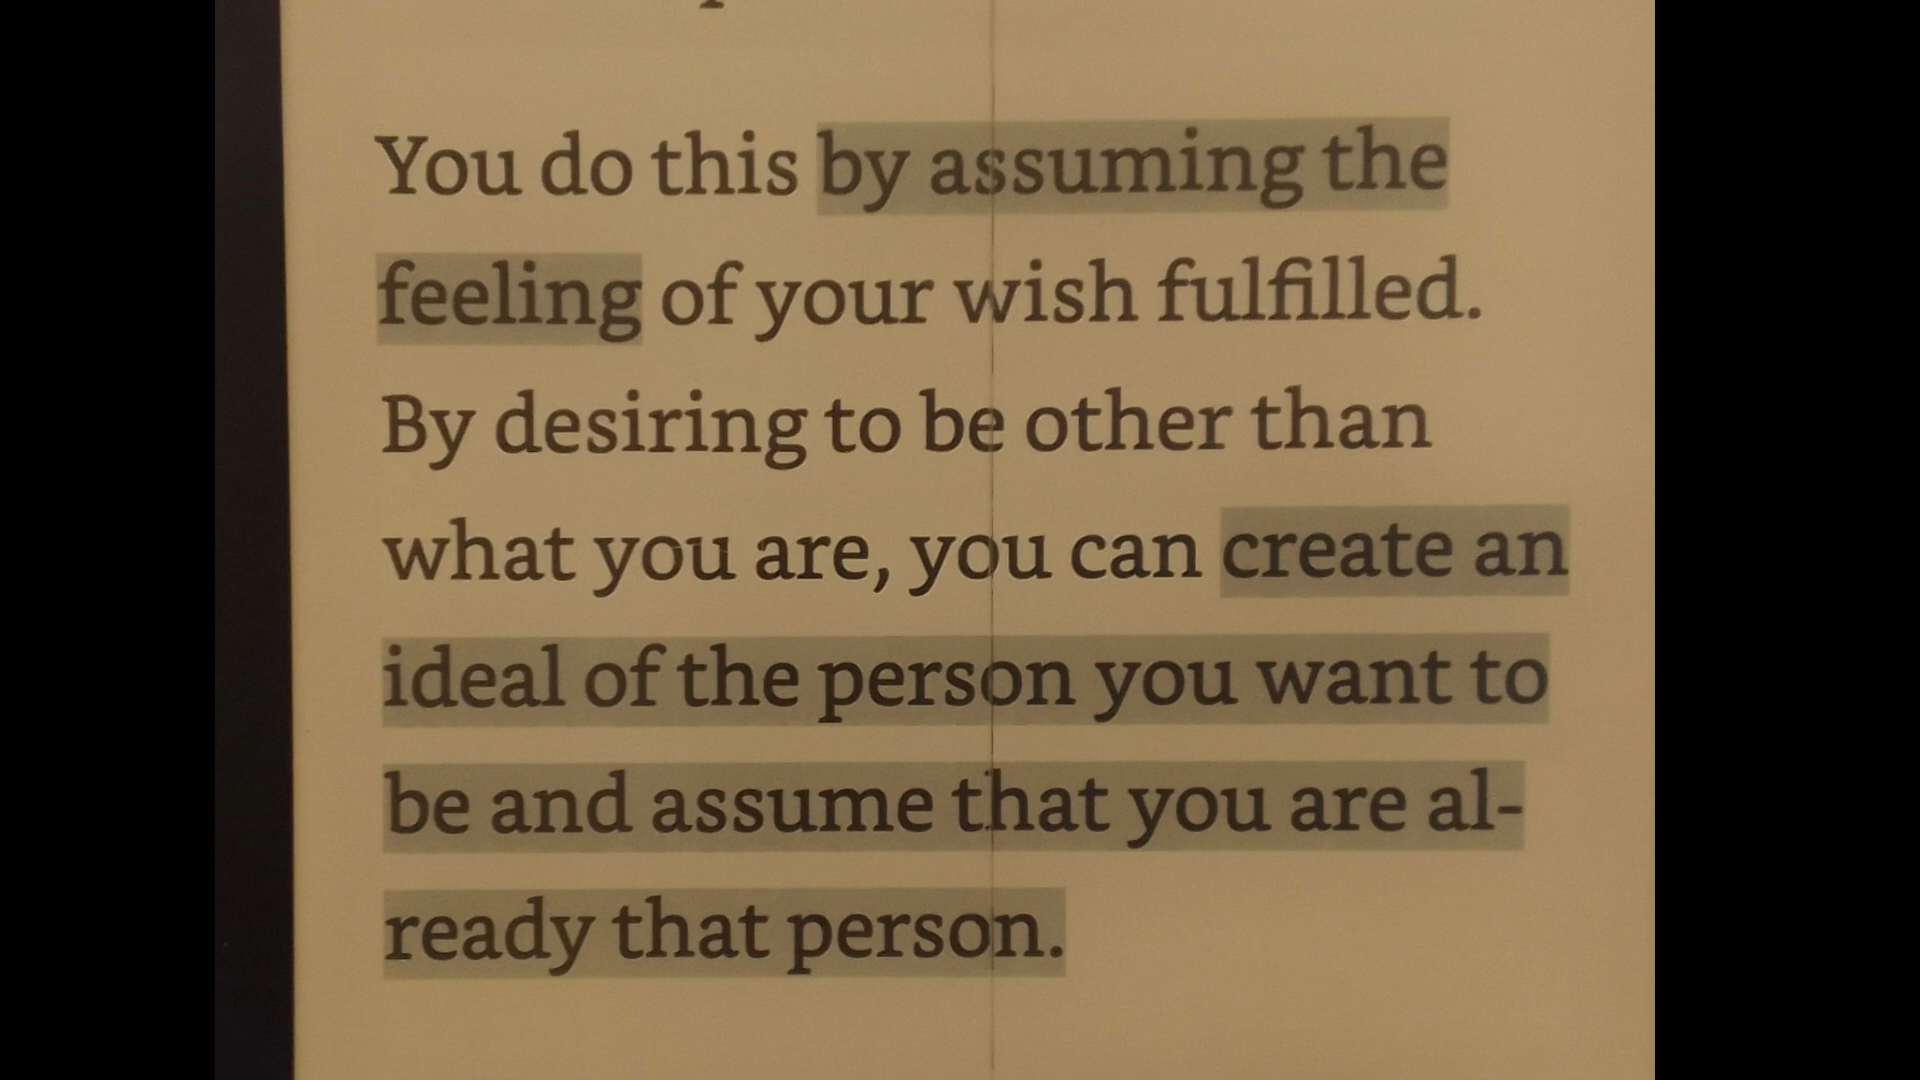 You do this by assuming the
feeling of your wish fulfilled.
By desiring to be other than
what you are, you can create an
ideal of the person you want to
be and assume that you are al-
ready that person.